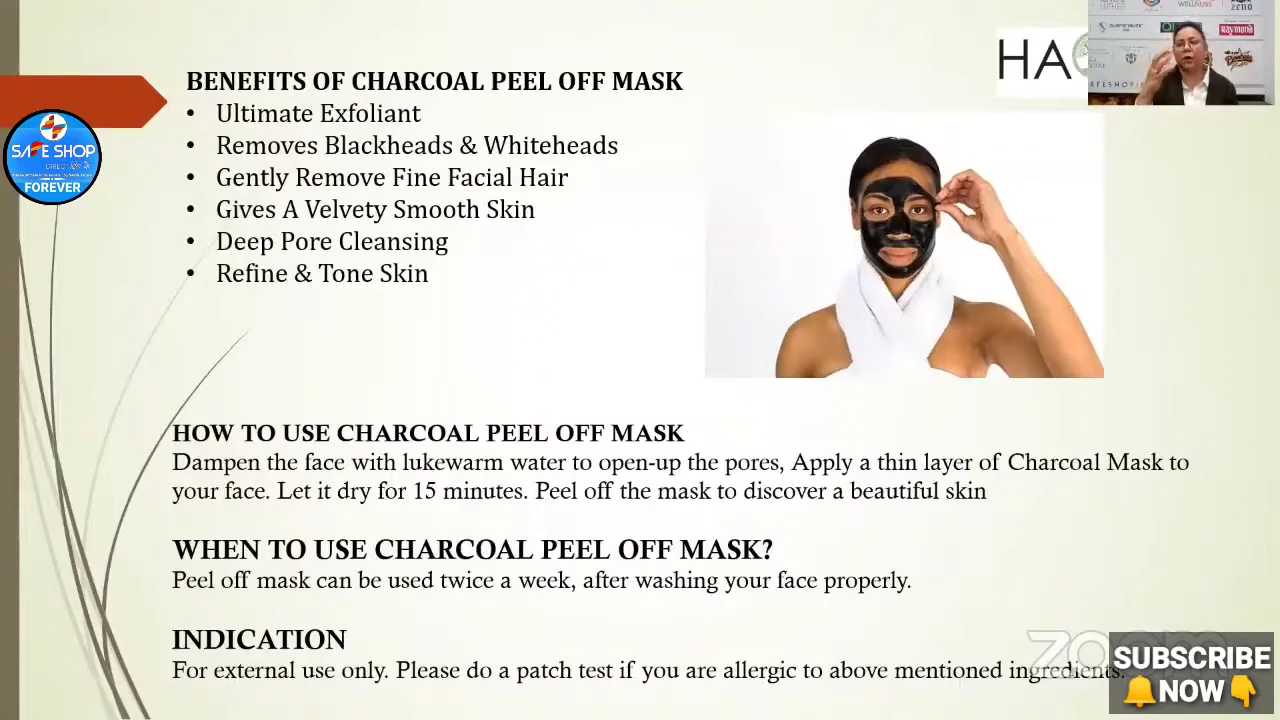 BENEFITS OF CHARCOAL PEEL OFF MASK
• Ultimate Exfoliant
• Removes Blackheads & Whiteheads
• Gently Remove Fine Facial Hair
• Gives A Velvety Smooth Skin
• Deep Pore Cleansing
• Refine & Tone Skin
HA
zeno
WELLNUSS
SAFEWAY
Raymond
SAFE SHOP
FOREVER
HOW TO USE CHARCOAL PEEL OFF MASK
Dampen the face with lukewarm water to open-up the pores, Apply a thin layer of Charcoal Mask to
your face. Let it dry for 15 minutes. Peel off the mask to discover a beautiful skin
WHEN TO USE CHARCOAL PEEL OFF MASK?
Peel off mask can be used twice a week, after washing your face properly.
INDICATION
For external use only. Please do a patch test if you are allergic to above mentioned ingredients.
zoom
SUBSCRIBE
NOW